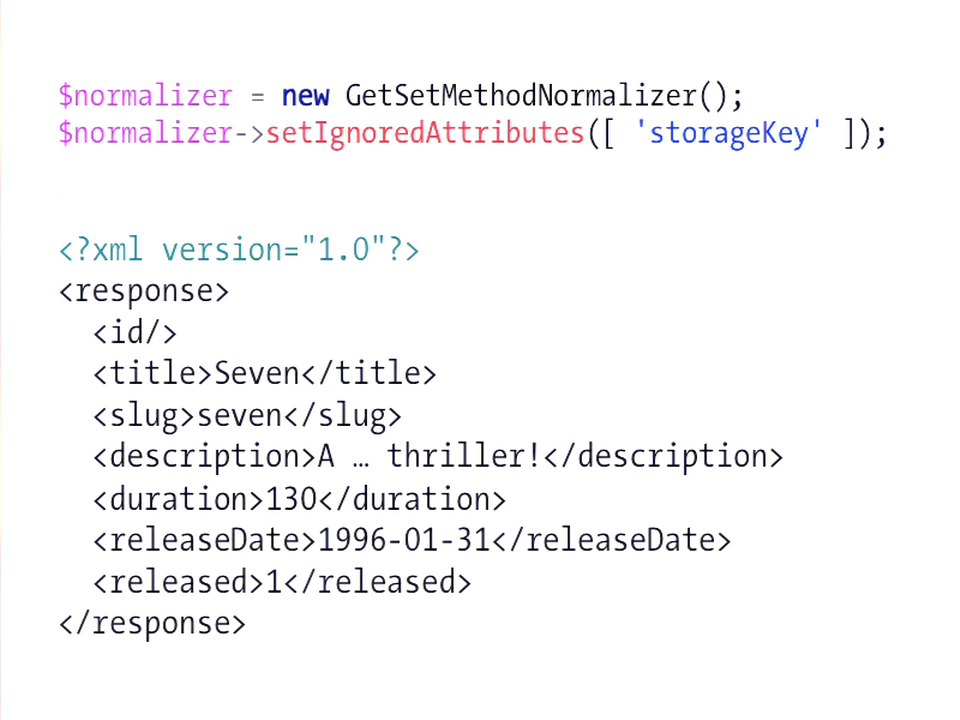 $normalizer = new GetSetMethodNormalizer();
$normalizer->setIgnoredAttributes([ 'storageKey' ]);
<?xml version="1.0"?>
<response>
  <id/>
  <title>Seven</title>
  <slug>seven</slug>
  <description>A … thriller!</description>
  <duration>130</duration>
  <releaseDate>1996-01-31</releaseDate>
  <released>1</released>
</response>